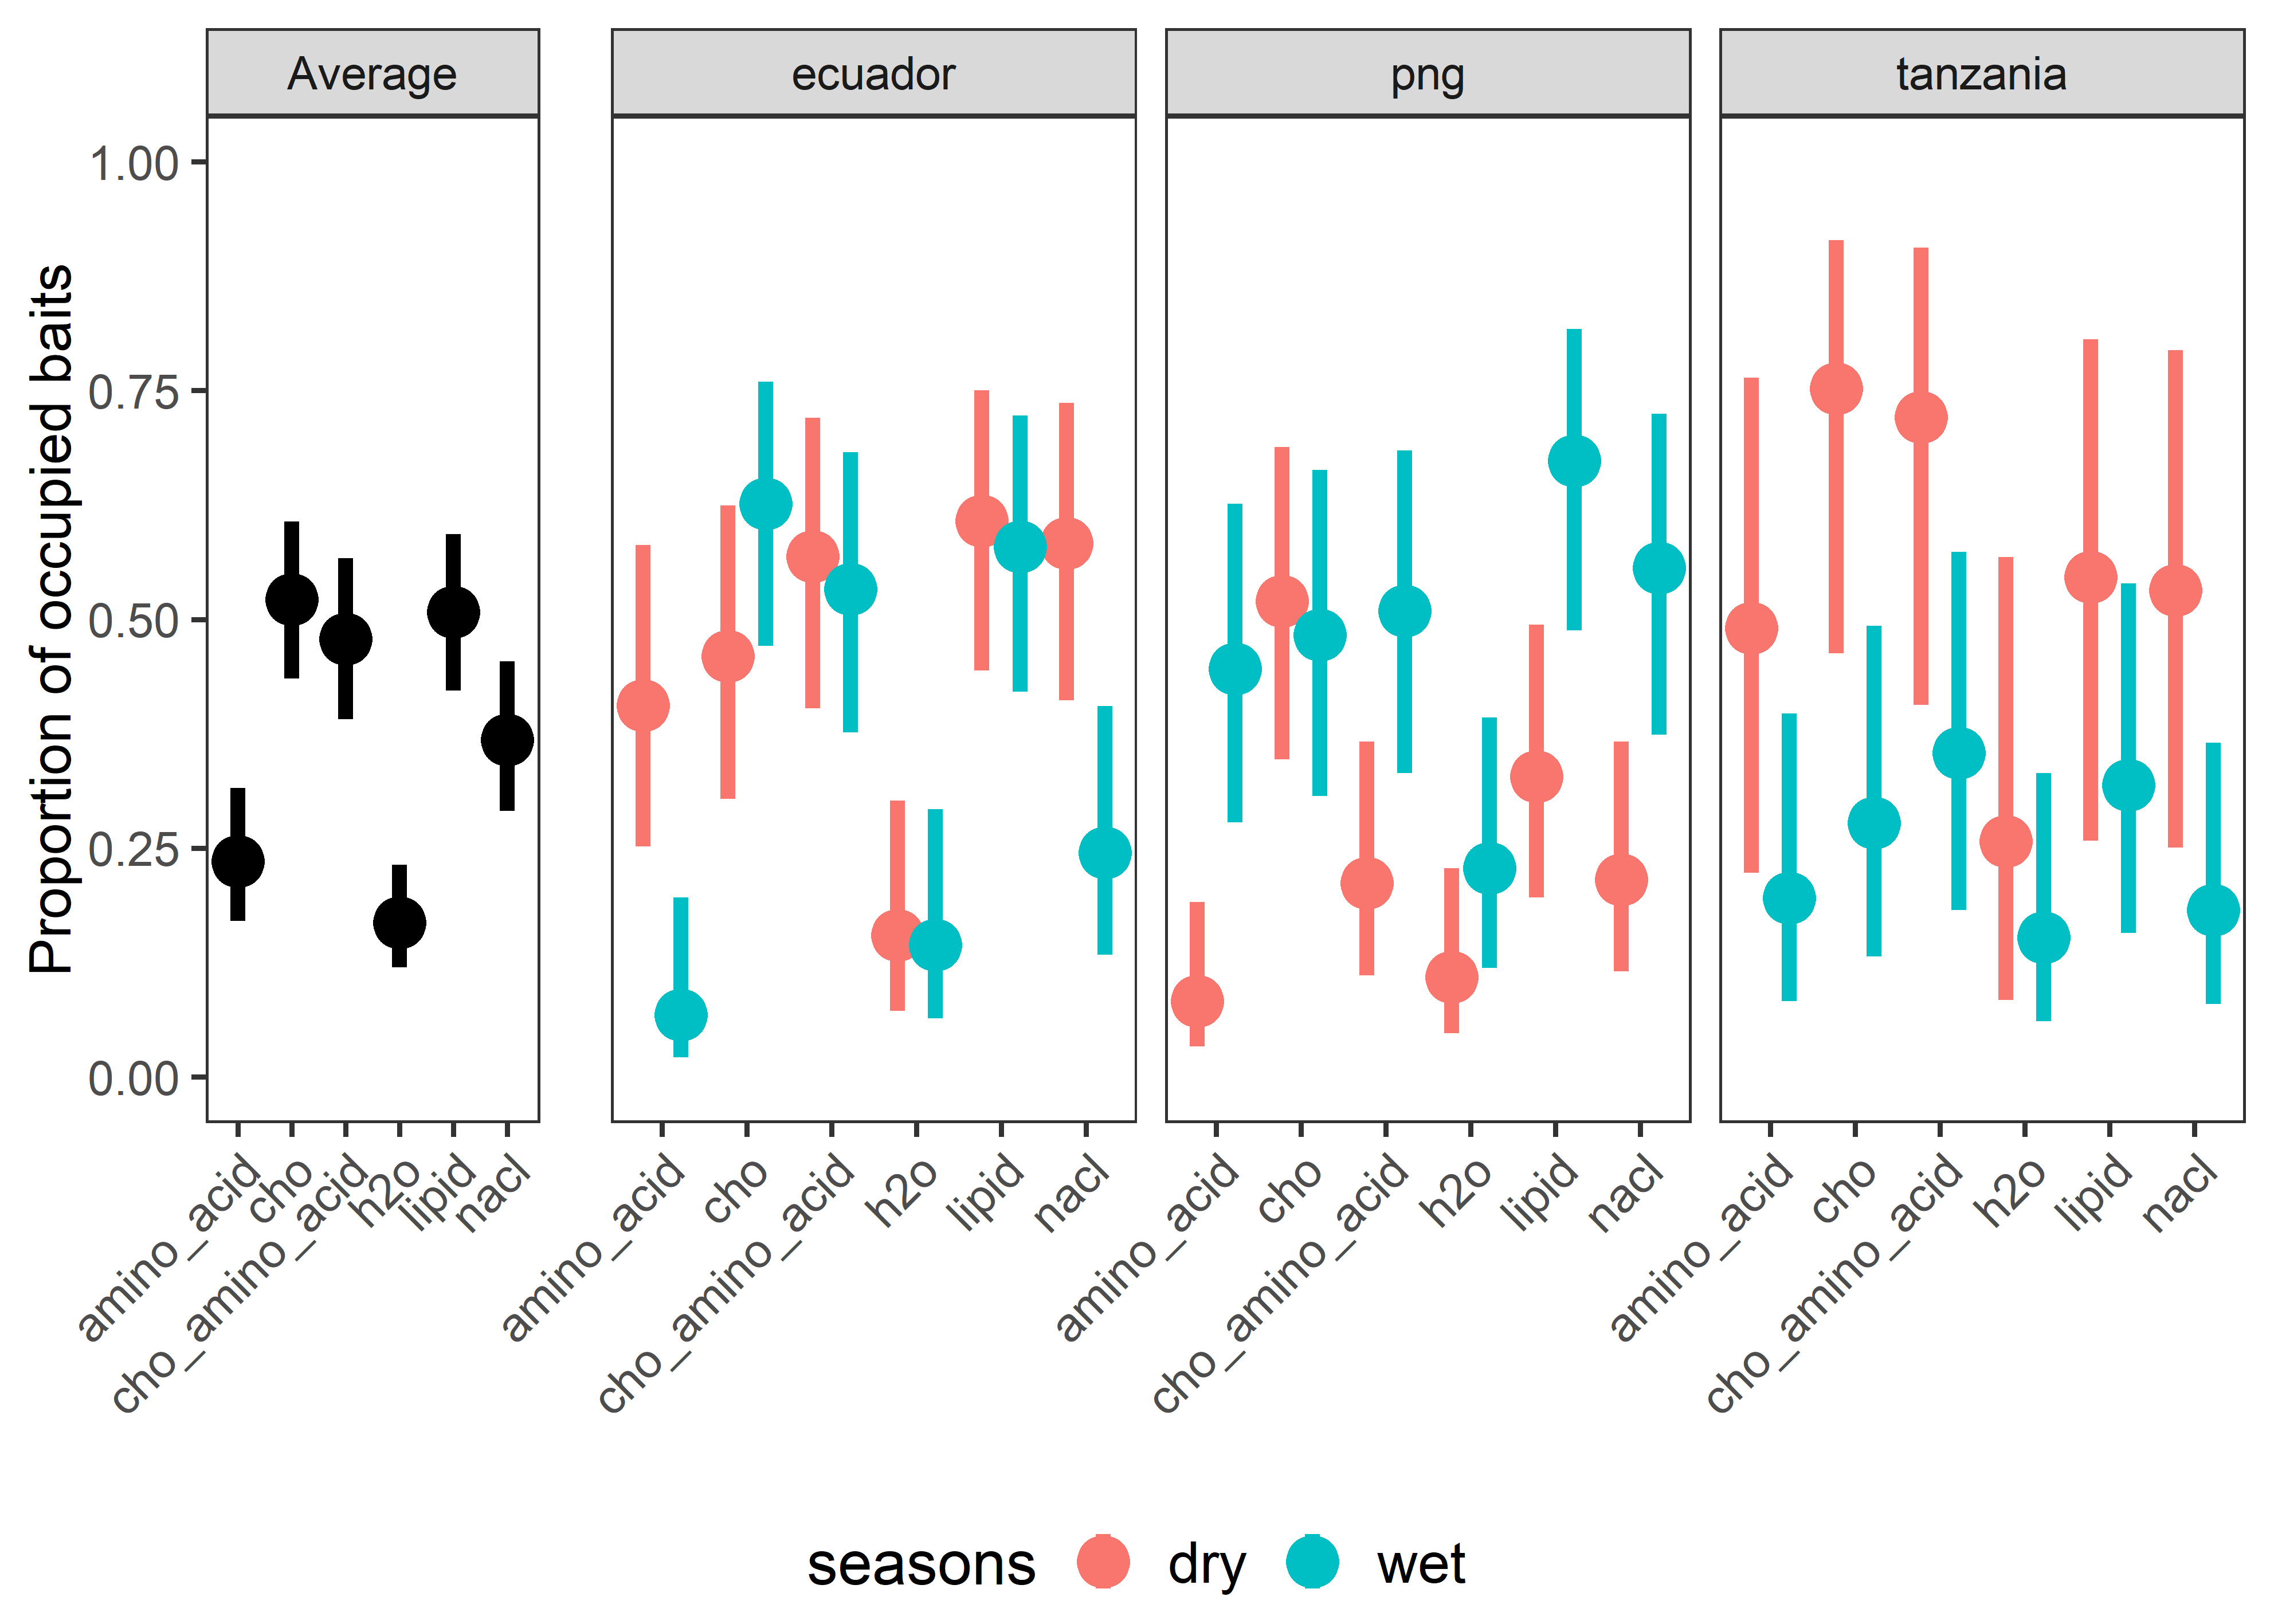 Average
ecuador
png
tanzania
Proportion of occupied baits
1.00
0.75
0.50
0.25
0.00
amino_acid
cho
cho_amino_acid
h2o
lipid
nacl
amino_acid
cho
cho_amino_acid
h2o
lipid
nacl
amino_acid
cho
cho_amino_acid
h2o
lipid
nacl
amino_acid
cho
cho_amino_acid
h2o
lipid
nacl
seasons dry wet